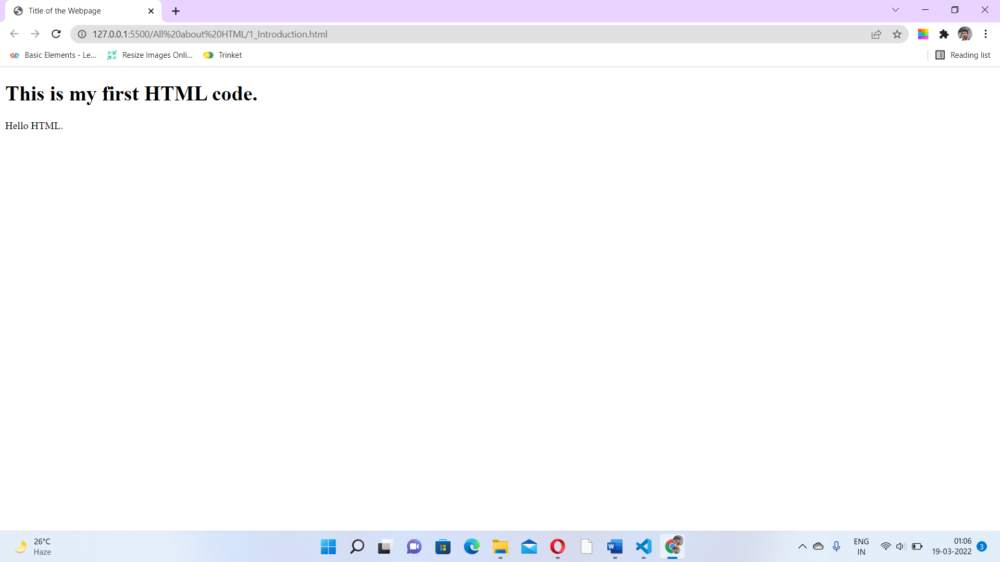 Title of the Webpage
127.0.0.1:5500/All%20about%20HTML/1_Introduction.html
Basic Elements - Le... Resize Images Onli... Trinket Reading list
This is my first HTML code.
Hello HTML.
26°C
Haze
W
ENG
IN
01:06
19-03-2022
3